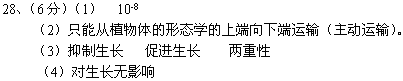 28、（6分）（1） 10⁻⁸
（2）只能从植物体的形态学的上端向下端运输（主动运输）。
（3）抑制生长 促进生长 两重性
（4）对生长无影响